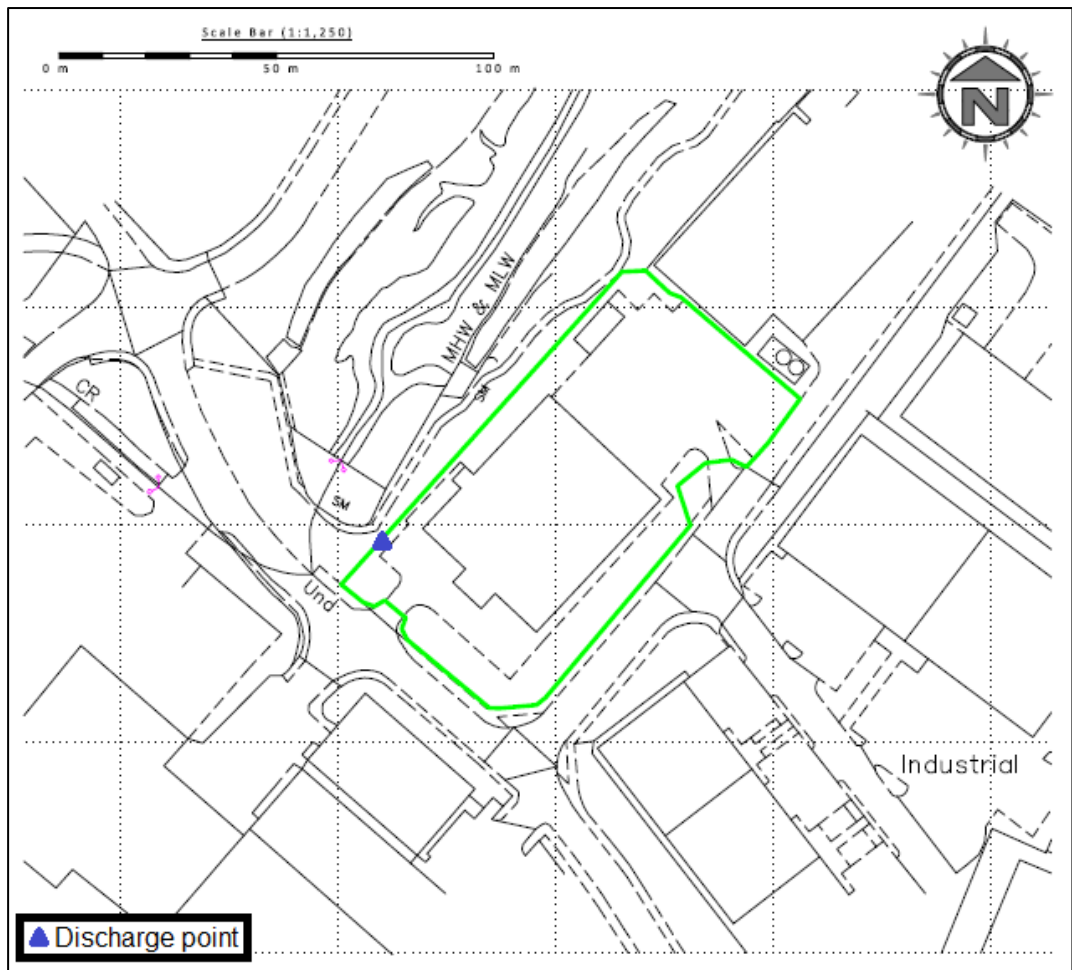 Scale Bar (1:1,250)
0 m 50 m 100 m
N
MHW & MLW
SM
CR
SM
Und
Industrial
Discharge point